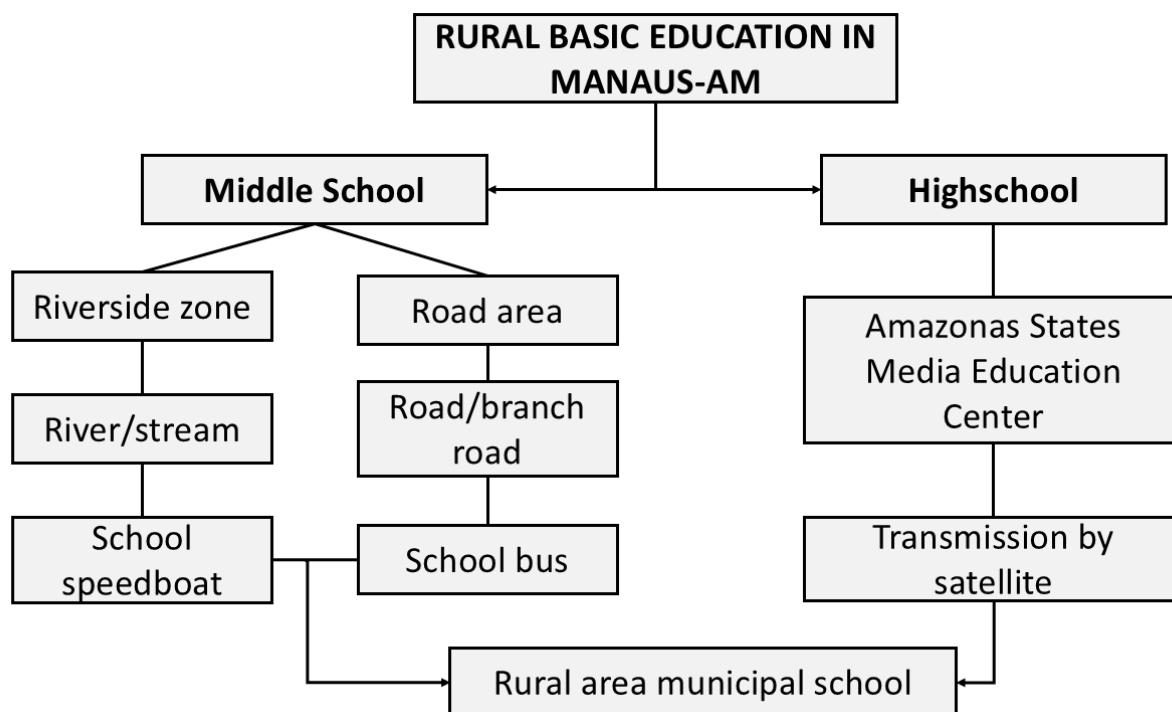 RURAL BASIC EDUCATION IN
MANAUS-AM
Middle School
Highschool
Riverside zone
Road area
Amazonas States
Media Education
Center
River/stream
Road/branch
road
School
speedboat
School bus
Transmission by
satellite
Rural area municipal school